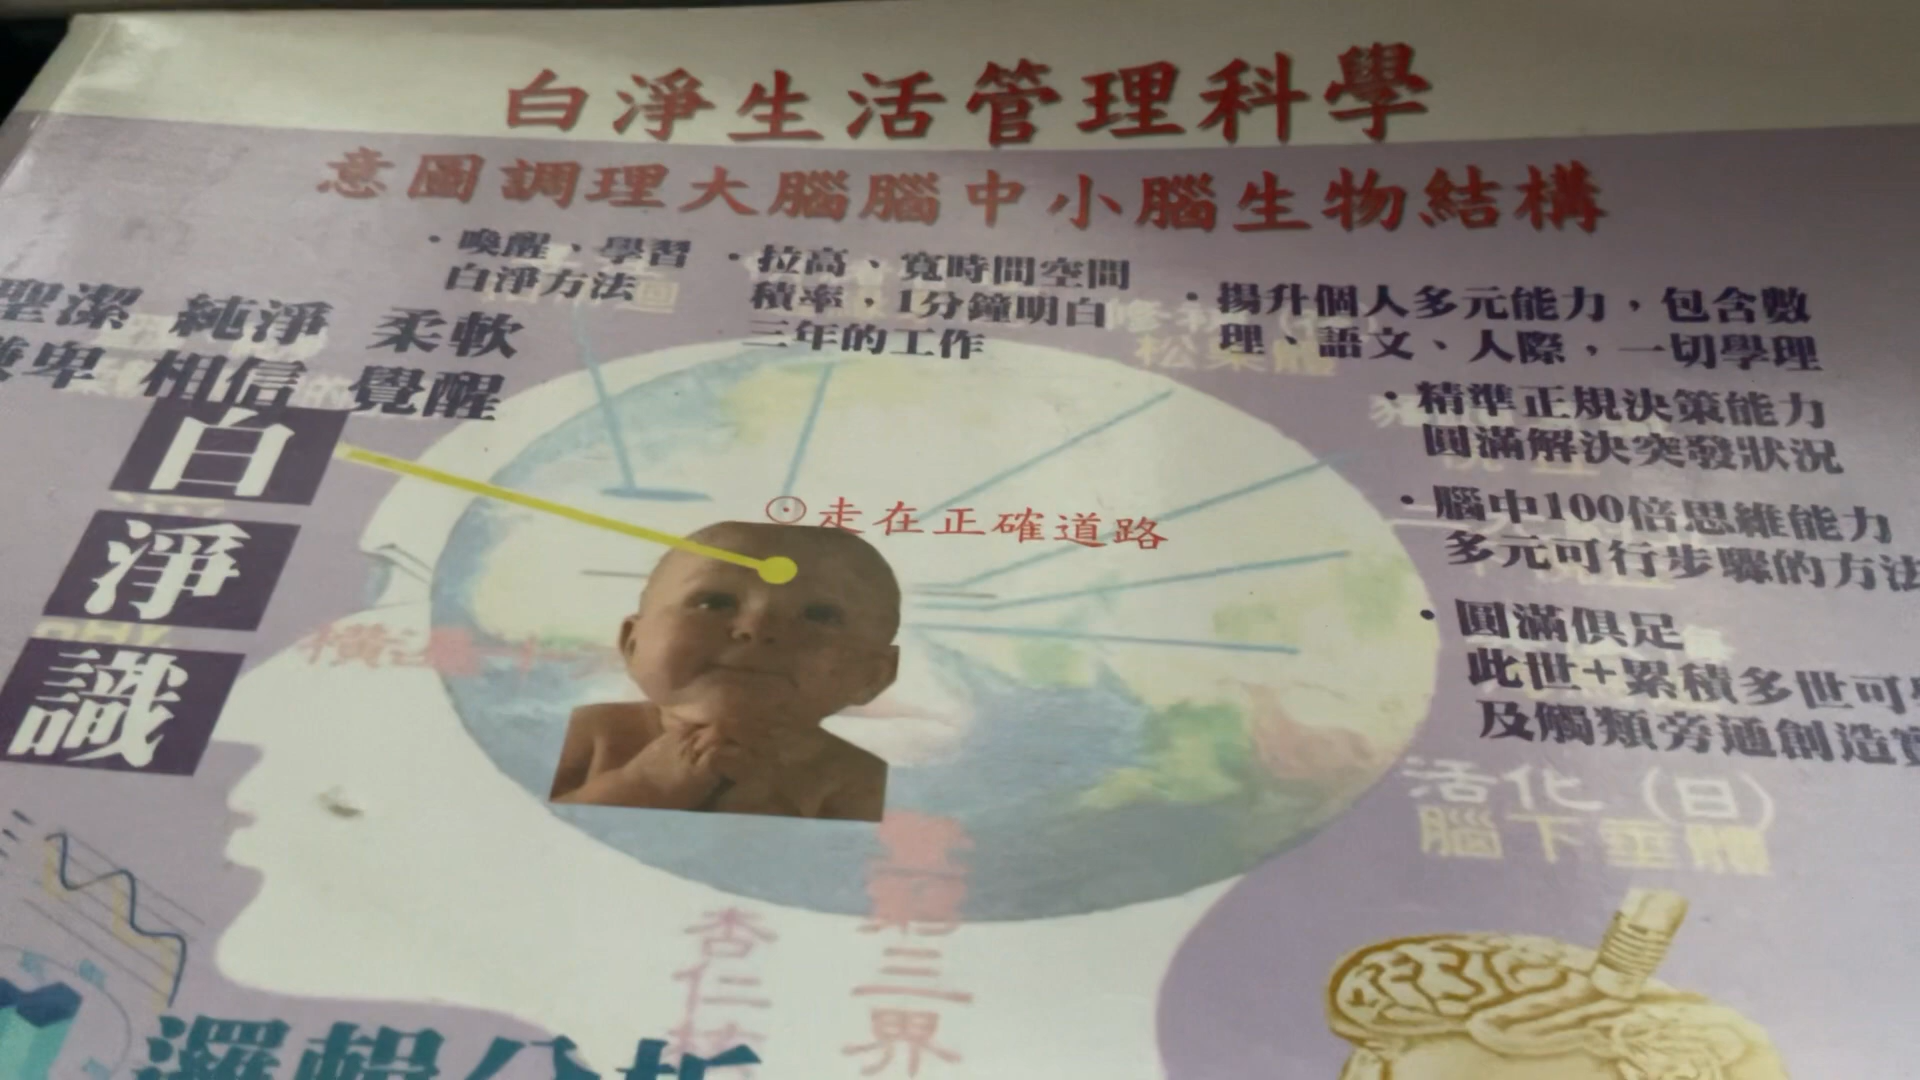 白淨生活管理科學
意圖調理大腦腦中小腦生物結構
·喚醒、學習
白淨方法
·拉高、寬時間空間
積率，1分鐘明白
三年的工作
·揚升個人多元能力，包含數
理、語文、人際，一切學理
·精準正規決策能力
圓滿解決突發狀況
·腦中100倍思維能力
多元可行步驟的方法
·圓滿俱足
此世+累積多世可
及觸類旁通創造
聖潔 純淨 柔軟
謙卑 相信 覺醒
白
淨
識
⊙走在正確道路
活化（日）
腦下垂體
杏仁核
三界
邏輯分析